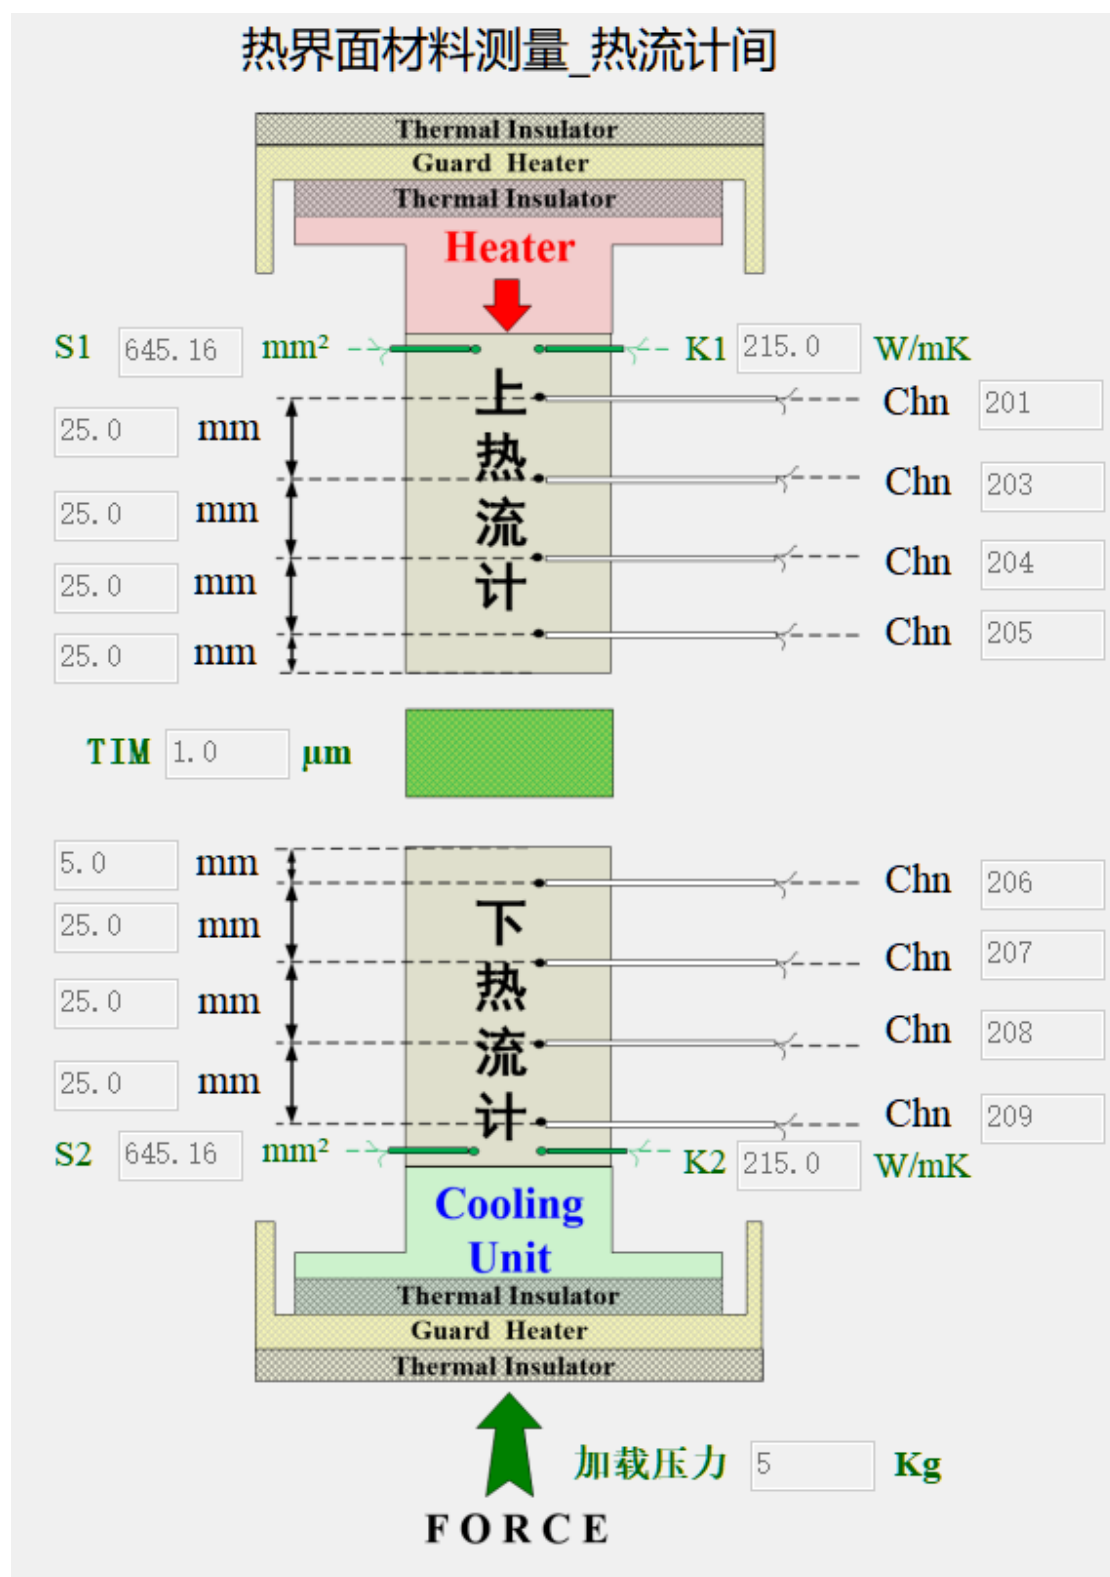 热界面材料测量_热流计间
Thermal Insulator
Guard Heater
Thermal Insulator
Heater
S1 645.16 mm² K1 215.0 W/mK
上热流计
25.0 mm Chn 201
25.0 mm Chn 203
25.0 mm Chn 204
25.0 mm Chn 205
TIM 1.0 μm
5.0 mm Chn 206
下热流计
25.0 mm Chn 207
25.0 mm Chn 208
25.0 mm Chn 209
S2 645.16 mm² K2 215.0 W/mK
Cooling
Unit
Thermal Insulator
Guard Heater
Thermal Insulator
加载压力 5 Kg
FORCE